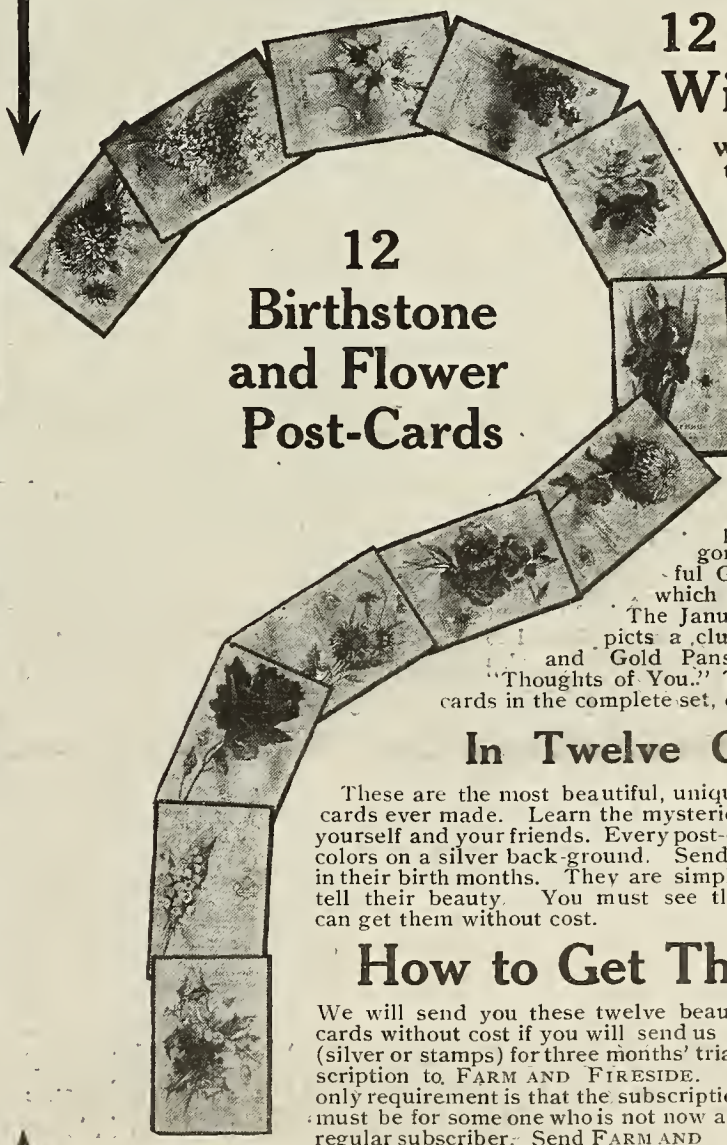 12
Wi
w
t
12
Birthstone
and Flower
Post-Cards
gor
ful G
which
The Janu
picts a clu
and Gold Pans
"Thoughts of You." T
cards in the complete set, 
In Twelve C
These are the most beautiful, uniqu
cards ever made. Learn the mysterie
yourself and your friends. Every post-
colors on a silver back-ground. Send
in their birth months. They are simp
tell their beauty. You must see th
can get them without cost.
How to Get Th
We will send you these twelve beau
cards without cost if you will send us
(silver or stamps) for three months' tria
scription to FARM AND FIRESIDE.
only requirement is that the subscripti
must be for some one who is not now a
regular subscriber. Send FARM AND